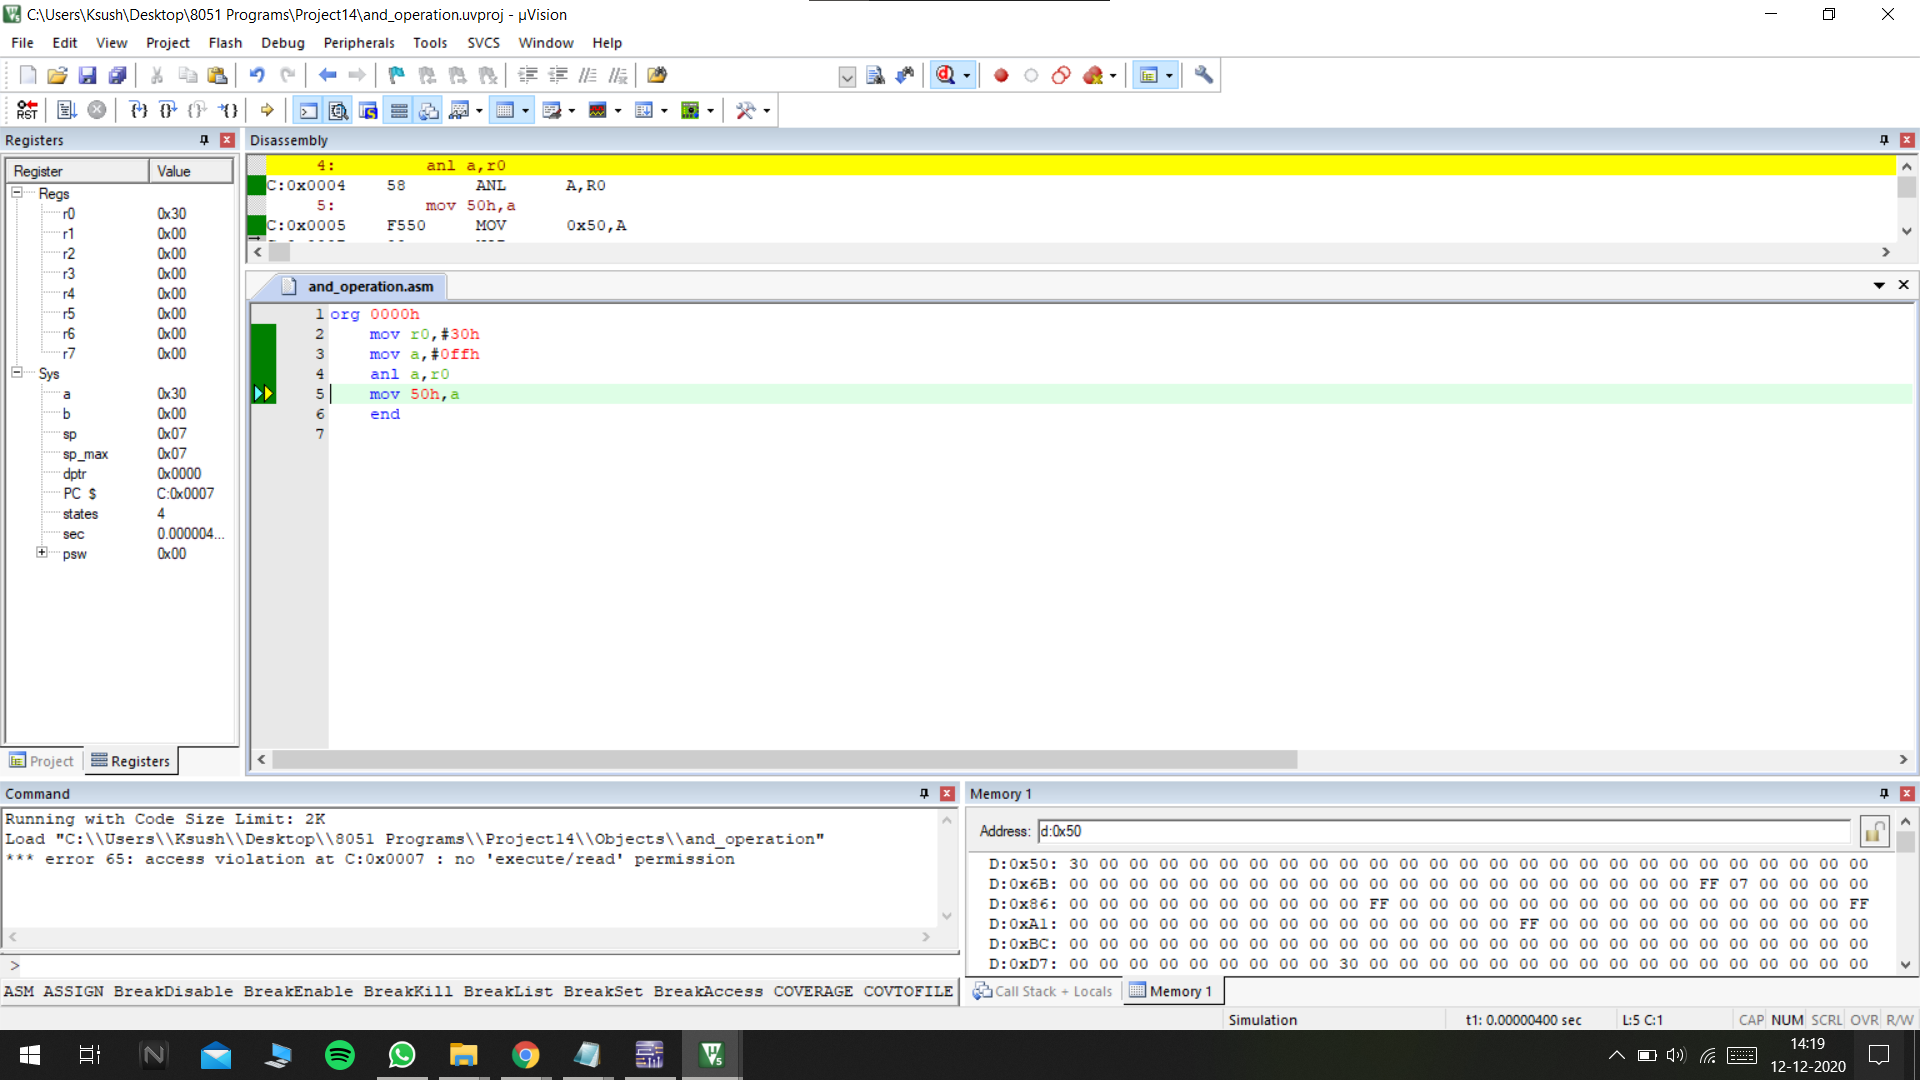 C:\Users\Ksush\Desktop\8051 Programs\Project14\and_operation.uvproj - µVision
File Edit View Project Flash Debug Peripherals Tools SVCS Window Help
RST
Registers
Register Value
Regs
r0 0x30
r1 0x00
r2 0x00
r3 0x00
r4 0x00
r5 0x00
r6 0x00
r7 0x00
Sys
a 0x30
b 0x00
sp 0x07
sp_max 0x07
dptr 0x0000
PC $ C:0x0007
states 4
sec 0.000004...
psw 0x00
Project Registers
Disassembly
4: anl a,r0
C:0x0004 58 ANL A,R0
5: mov 50h,a
C:0x0005 F550 MOV 0x50,A
and_operation.asm
1 org 0000h
2 mov r0,#30h
3 mov a,#0ffh
4 anl a,r0
5 mov 50h,a
6 end
7
Command
Running with Code Size Limit: 2K
Load "C:\\Users\\Ksush\\Desktop\\8051 Programs\\Project14\\Objects\\and_operation"
*** error 65: access violation at C:0x0007 : no 'execute/read' permission
>
ASM ASSIGN BreakDisable BreakEnable BreakKill BreakList BreakSet BreakAccess COVERAGE COVTOFILE
Memory 1
Address: d:0x50
D:0x50: 30 00 00 00 00 00 00 00 00 00 00 00 00 00 00 00 00 00 00 00 00 00 00 00 00 00 00
D:0x6B: 00 00 00 00 00 00 00 00 00 00 00 00 00 00 00 00 00 00 00 00 00 FF 07 00 00 00 00
D:0x86: 00 00 00 00 00 00 00 00 00 00 FF 00 00 00 00 00 00 00 00 00 00 00 00 00 00 00 FF
D:0xA1: 00 00 00 00 00 00 00 00 00 00 00 00 00 00 00 FF 00 00 00 00 00 00 00 00 00 00 00
D:0xBC: 00 00 00 00 00 00 00 00 00 00 00 00 00 00 00 00 00 00 00 00 00 00 00 00 00 00 00
D:0xD7: 00 00 00 00 00 00 00 00 00 30 00 00 00 00 00 00 00 00 00 00 00 00 00 00 00 00 00
Call Stack + Locals Memory 1
Simulation t1: 0.00000400 sec L:5 C:1 CAP NUM SCRL OVR R/W
14:19
12-12-2020